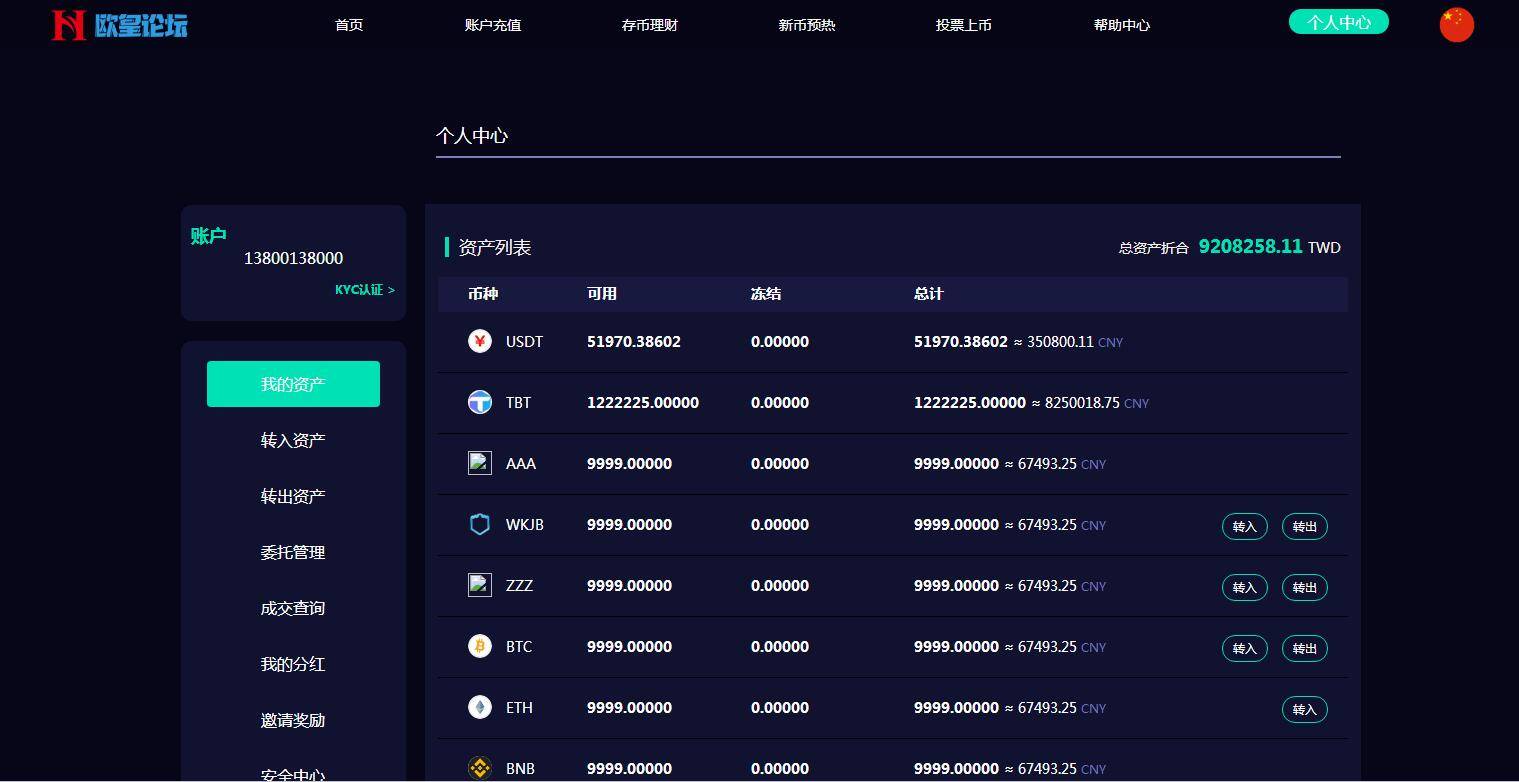 欧皇论坛 首页 账户充值 存币理财 新币预热 投票上币 帮助中心 个人中心
个人中心
账户
13800138000
KYC认证 >
我的资产
转入资产
转出资产
委托管理
成交查询
我的分红
邀请奖励
安全中心
资产列表 总资产折合 9208258.11 TWD
币种 可用 冻结 总计
USDT 51970.38602 0.00000 51970.38602 ≈ 350800.11 CNY
TBT 1222225.00000 0.00000 1222225.00000 ≈ 8250018.75 CNY
AAA 9999.00000 0.00000 9999.00000 ≈ 67493.25 CNY
WKJB 9999.00000 0.00000 9999.00000 ≈ 67493.25 CNY 转入 转出
ZZZ 9999.00000 0.00000 9999.00000 ≈ 67493.25 CNY 转入 转出
BTC 9999.00000 0.00000 9999.00000 ≈ 67493.25 CNY 转入 转出
ETH 9999.00000 0.00000 9999.00000 ≈ 67493.25 CNY 转入
BNB 9999.00000 0.00000 9999.00000 ≈ 67493.25 CNY